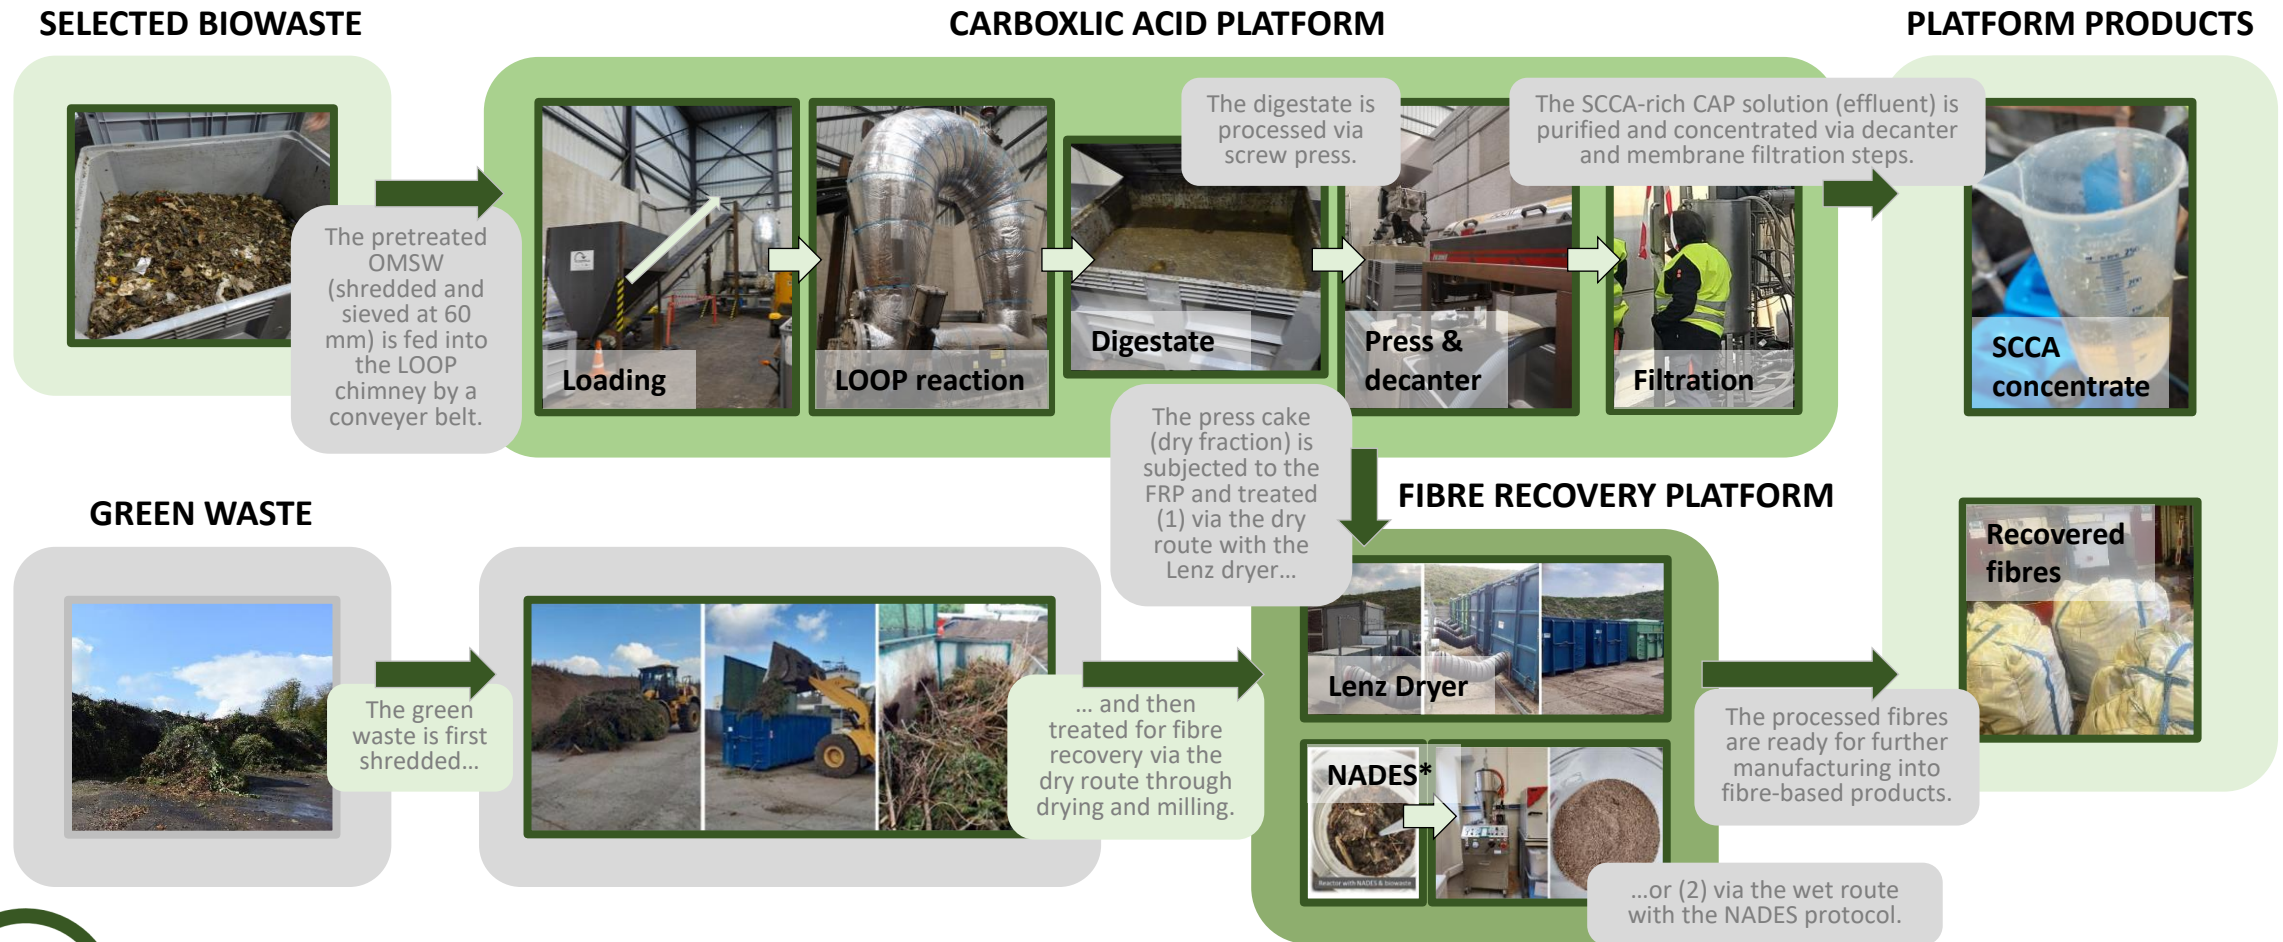 SELECTED BIOWASTE
CARBOXLIC ACID PLATFORM
PLATFORM PRODUCTS
The pretreated
OMSW
(shredded and
sieved at 60
mm) is fed into
the LOOP
chimney by a
conveyer belt.
Loading
LOOP reaction
Digestate
The digestate is
processed via
screw press.
Press &
decanter
The SCCA-rich CAP solution (effluent) is
purified and concentrated via decanter
and membrane filtration steps.
Filtration
SCCA
concentrate
The press cake
(dry fraction) is
subjected to the
FRP and treated
(1) via the dry
route with the
Lenz dryer...
GREEN WASTE
FIBRE RECOVERY PLATFORM
The green
waste is first
shredded...
... and then
treated for fibre
recovery via the
dry route through
drying and milling.
Lenz Dryer
NADES*
Reactor with NADES & biowaste
...or (2) via the wet route
with the NADES protocol.
The processed fibres
are ready for further
manufacturing into
fibre-based products.
Recovered
fibres